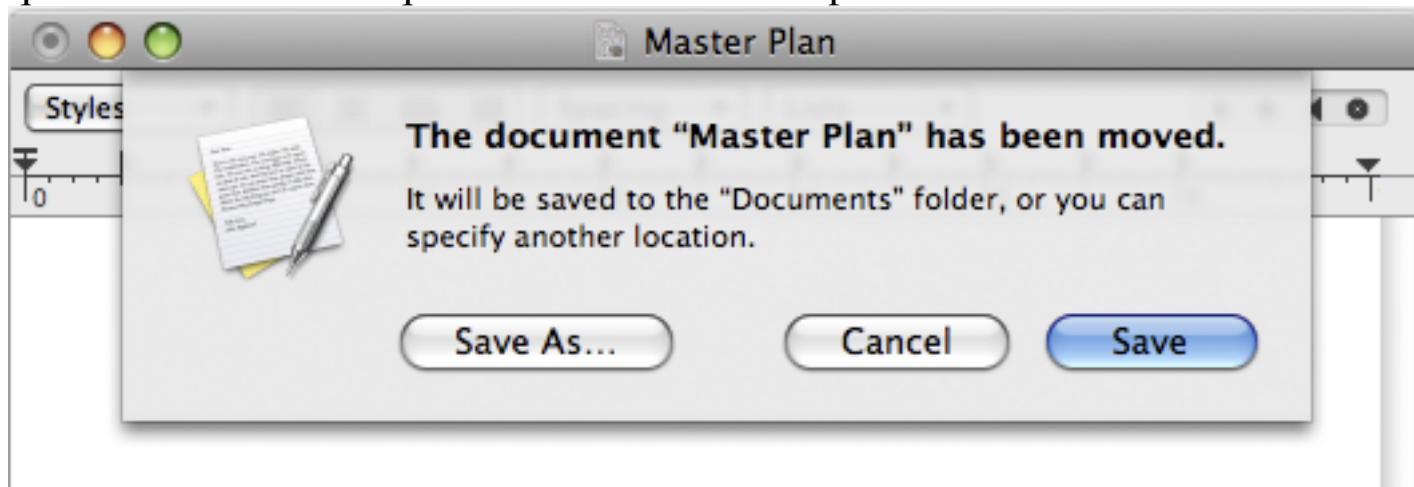 Master Plan
Styles
The document “Master Plan” has been moved.
0
It will be saved to the “Documents” folder, or you can
specify another location.
Save As...
Cancel
Save